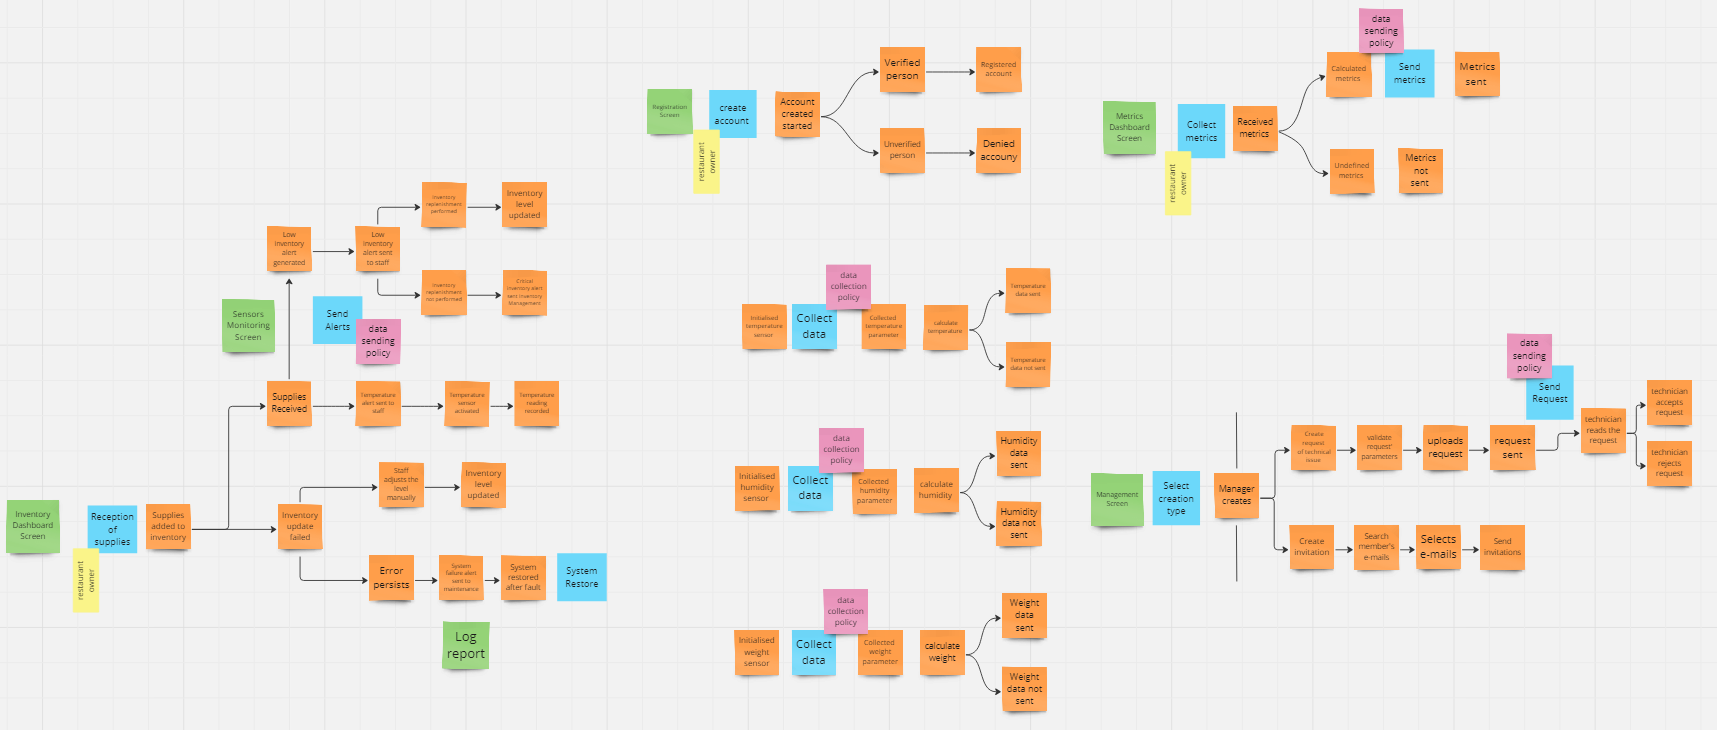 data
sending
policy
Calculated
metrics
Send
metrics
Metrics
sent
Metrics
Dashboard
Screen
Collect
metrics
restaurant
owner
Received
metrics
Undefined
metrics
Metrics
not
sent
Registration
Screen
create
account
restaurant
owner
Account
created
started
Verified
person
Registered
account
Unverified
person
Denied
accouny
Inventory
replenishment
performed
Inventory
level
updated
Low
inventory
alert
generated
Low
inventory
alert sent
to staff
Inventory
replenishment
not performed
Critical
inventory alert
sent inventory
Management
Sensors
Monitoring
Screen
Send
Alerts
data
sending
policy
Supplies
Received
Temperature
alert sent to
staff
Temperature
sensor
activated
Temperature
reading
recorded
Staff
adjusts the
level
manually
Inventory
level
updated
Inventory
Dashboard
Screen
Reception
of
supplies
restaurant
owner
Supplies
added to
inventory
Inventory
update
failed
Error
persists
System
failure alert
sent to
maintenance
System
restored
after fault
System
Restore
Log
report
data
collection
policy
Initialised
temperature
sensor
Collect
data
Collected
temperature
parameter
calculate
temperature
Temperature
data sent
Temperature
data not sent
data
collection
policy
Initialised
humidity
sensor
Collect
data
Collected
humidity
parameter
calculate
humidity
Humidity
data
sent
Humidity
data not
sent
data
collection
policy
Initialised
weight
sensor
Collect
data
Collected
weight
parameter
calculate
weight
Weight
data
sent
Weight
data not
sent
data
sending
policy
Send
Request
Management
Screen
Select
creation
type
Manager
creates
Create
request
of technical
issue
validate
request'
parameters
uploads
request
request
sent
technician
reads the
request
technician
accepts
request
technician
rejects
request
Create
invitation
Search
member's
e-mails
Selects
e-mails
Send
invitations